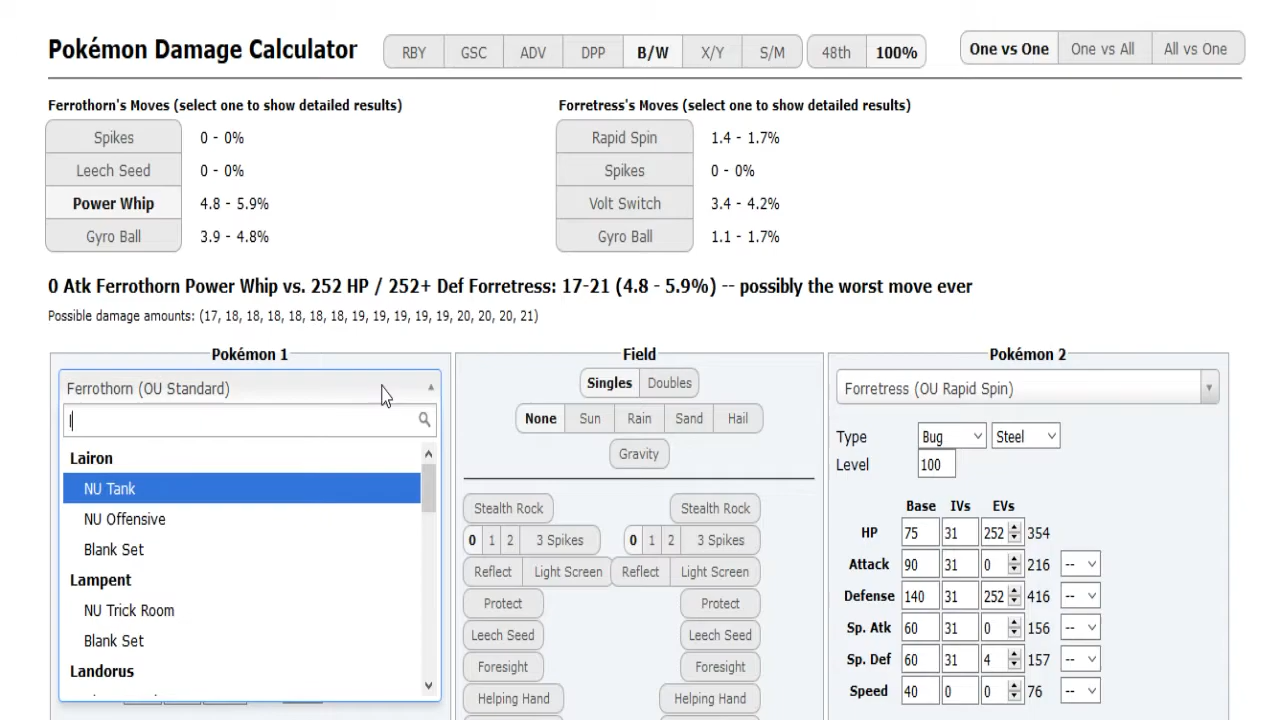 Pokémon Damage Calculator RBY GSC ADV DPP B/W X/Y S/M 48th 100% One vs One One vs All All vs One
Ferrothorn's Moves (select one to show detailed results)
Spikes 0 - 0%
Leech Seed 0 - 0%
Power Whip 4.8 - 5.9%
Gyro Ball 3.9 - 4.8%
Forretress's Moves (select one to show detailed results)
Rapid Spin 1.4 - 1.7%
Spikes 0 - 0%
Volt Switch 3.4 - 4.2%
Gyro Ball 1.1 - 1.7%
0 Atk Ferrothorn Power Whip vs. 252 HP / 252+ Def Forretress: 17-21 (4.8 - 5.9%) -- possibly the worst move ever
Possible damage amounts: (17, 18, 18, 18, 18, 18, 18, 19, 19, 19, 19, 19, 20, 20, 20, 21)
Pokémon 1
Ferrothorn (OU Standard)
l
Lairon
NU Tank
NU Offensive
Blank Set
Lampent
NU Trick Room
Blank Set
Landorus
Field
Singles Doubles
None Sun Rain Sand Hail
Gravity
Stealth Rock Stealth Rock
0 1 2 3 Spikes 0 1 2 3 Spikes
Reflect Light Screen Reflect Light Screen
Protect Protect
Leech Seed Leech Seed
Foresight Foresight
Helping Hand Helping Hand
Pokémon 2
Forretress (OU Rapid Spin)
Type Bug Steel
Level 100
Base IVs EVs
HP 75 31 252 354
Attack 90 31 0 216 --
Defense 140 31 252 416 --
Sp. Atk 60 31 0 156 --
Sp. Def 60 31 4 157 --
Speed 40 0 0 76 --